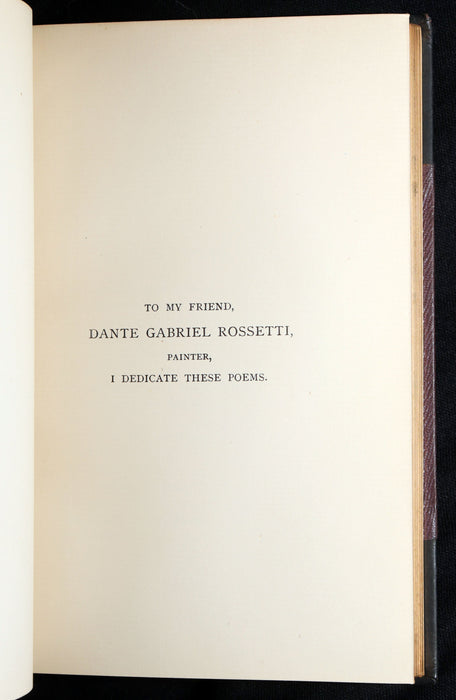 TO MY FRIEND,
DANTE GABRIEL ROSSETTI,
PAINTER,
I DEDICATE THESE POEMS.